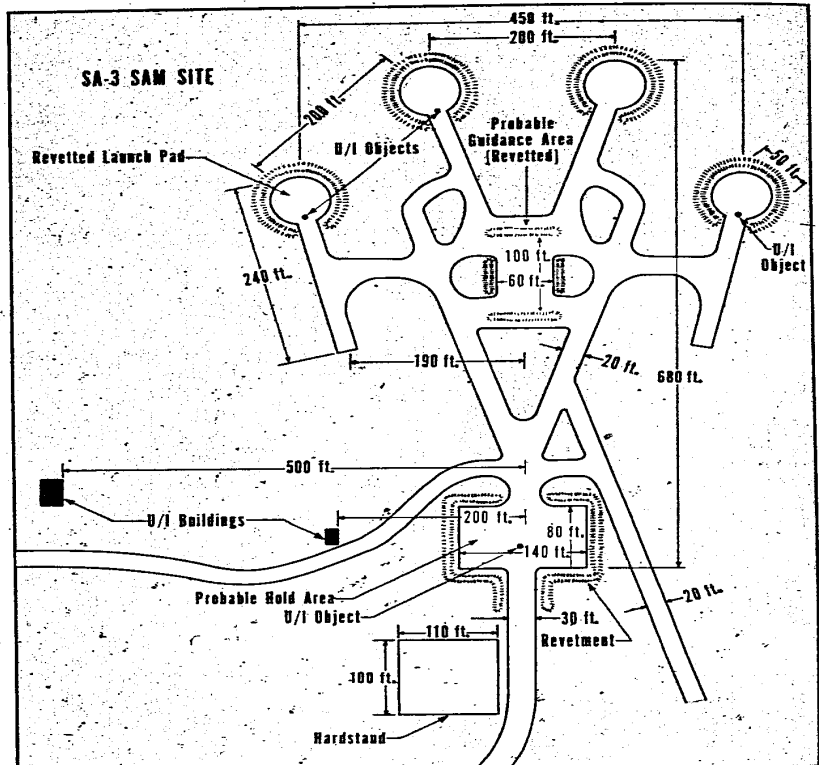 458 ft.
200 ft.
SA-3 SAM SITE
200 ft.
U/I Objects
Probable
Guidance Area
(Revetted)
Revetted Launch Pad
60 ft.
U/I
Object
100 ft.
60 ft.
240 ft.
190 ft.
20 ft.
680 ft.
500 ft.
U/I Buildings
200 ft.
80 ft.
140 ft.
Probable Hold Area
U/I Object
30 ft.
20 ft.
Revetment
110 ft.
100 ft.
Hardstand